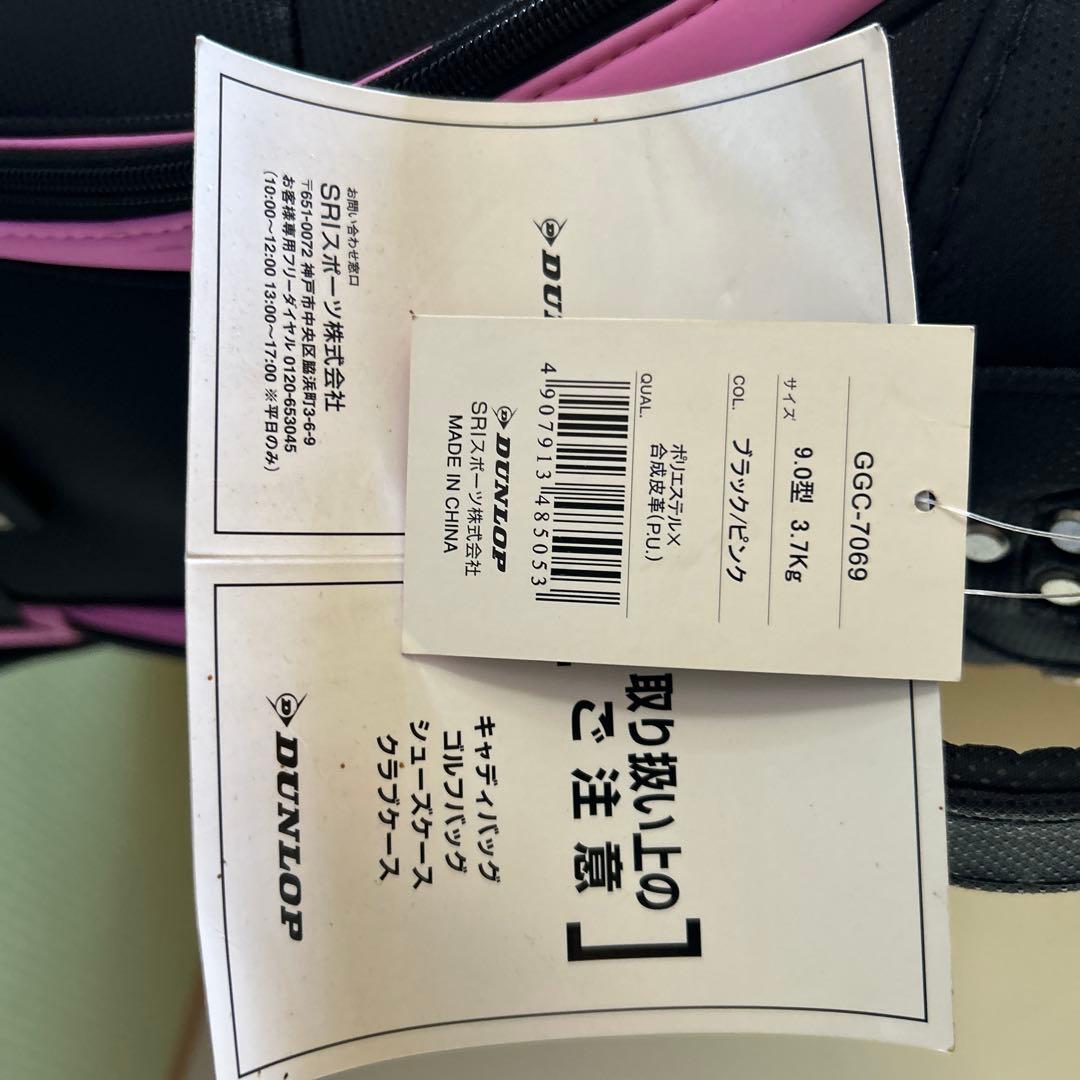 GGC-7069
サイズ 9.0型 3.7Kg
COL. ブラック/ピンク
QUAL. ポリエステル×
合成皮革(P.U.)
4 907913 485053
DUNLOP
SRIスポーツ株式会社
MADE IN CHINA
お問い合わせ窓口
SRIスポーツ株式会社
〒651-0072 神戸市中央区脇浜町3-6-9
お客様専用フリーダイヤル 0120-653045
(10:00〜12:00 13:00〜17:00 ※平日のみ)
取り扱い上の
ご注意
キャディバッグ
ゴルフバッグ
シューズケース
クラブケース
DUNLOP